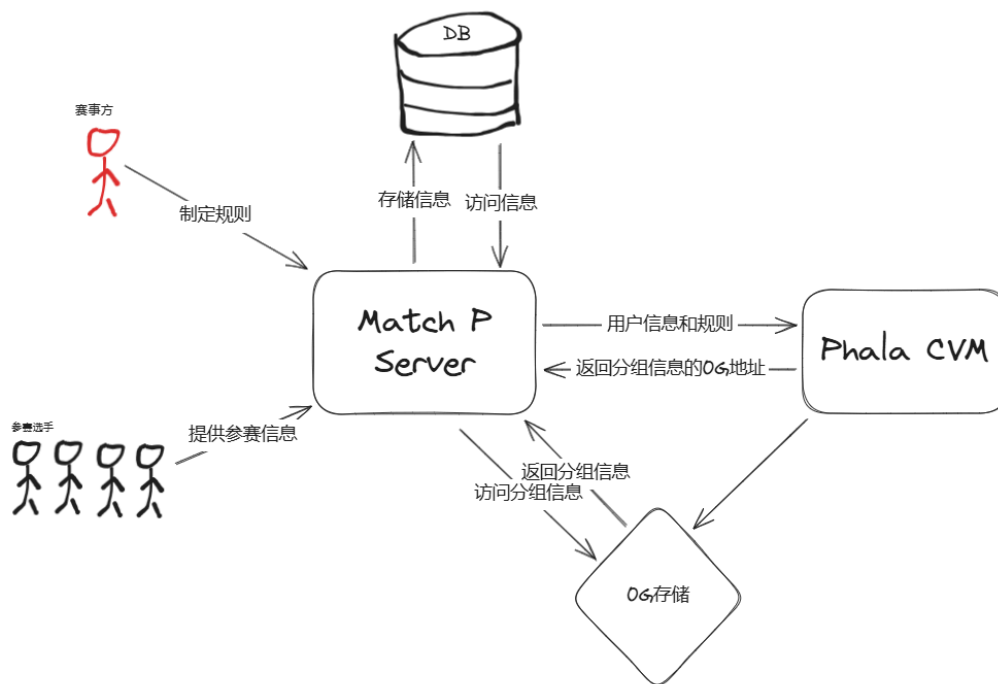 DB
赛事方
存储信息
访问信息
制定规则
Match P
Server
用户信息和规则
Phala CVM
返回分组信息的0G地址
参赛选手
提供参赛信息
返回分组信息
访问分组信息
0G存储